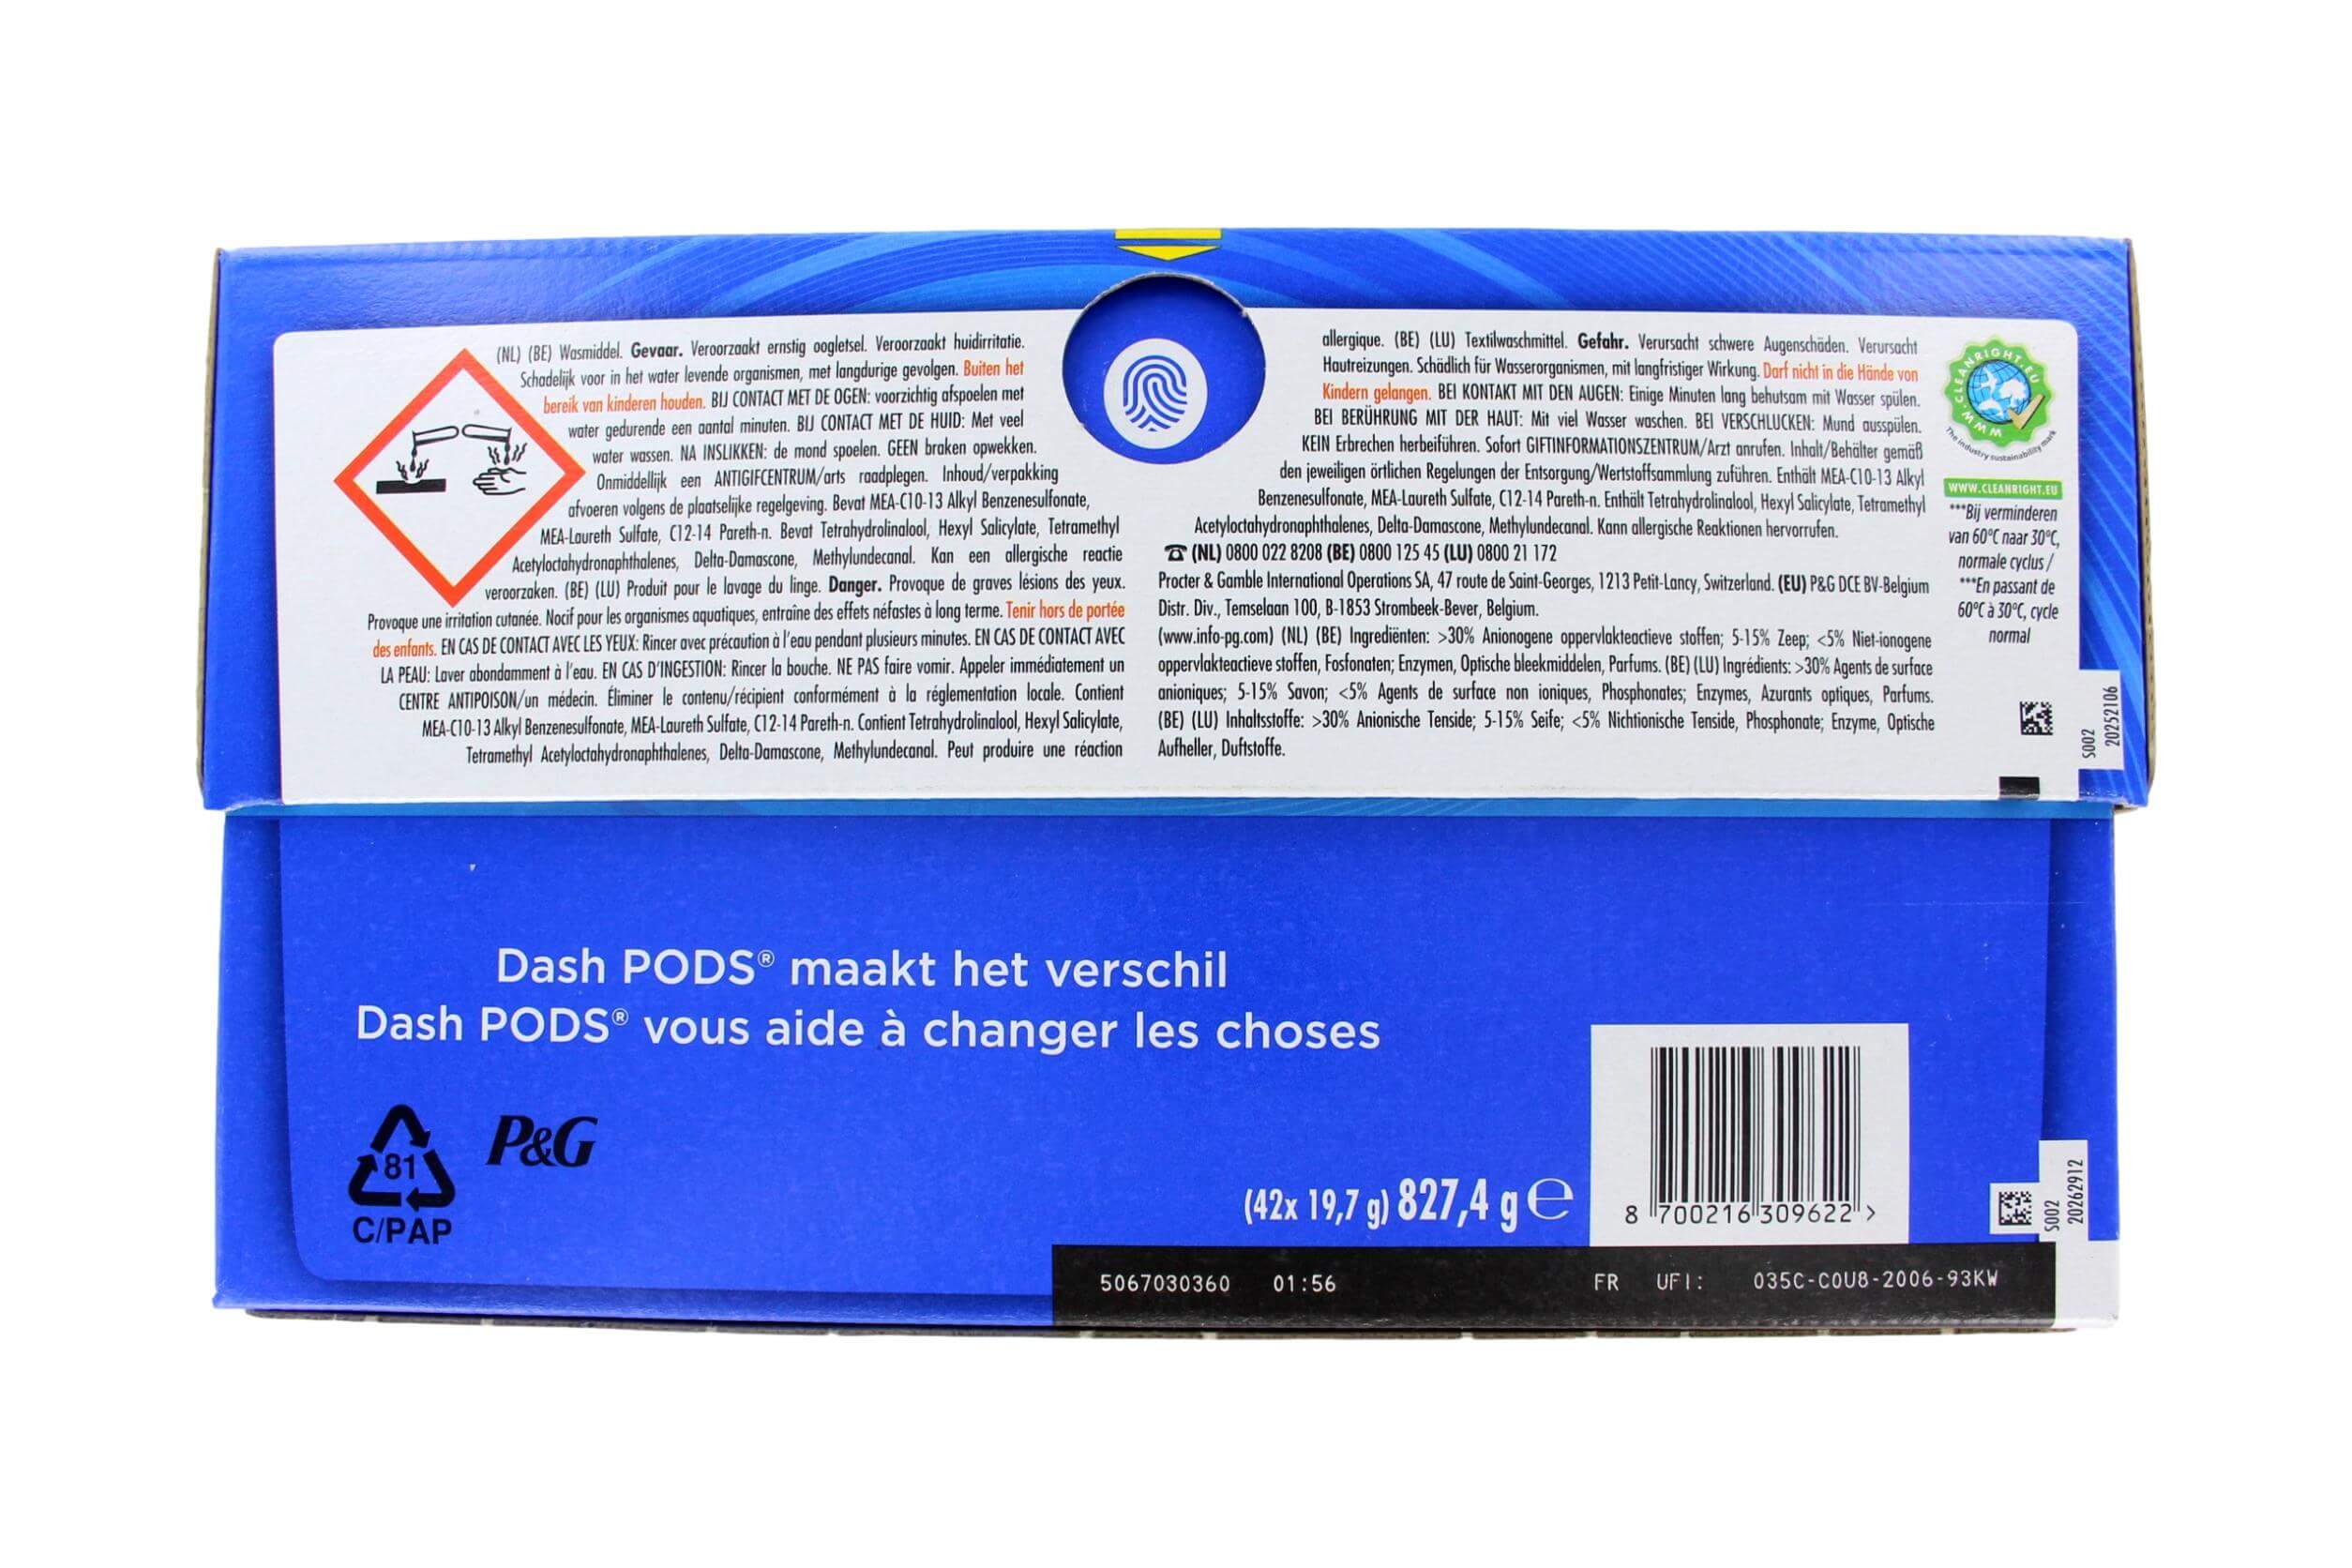 (NL) (BE) Wasmiddel. Gevaar. Veroorzaakt ernstig oogletsel. Veroorzaakt huidirritatie.
Schadelijk voor in het water levende organismen, met langdurige gevolgen. Buiten het
bereik van kinderen houden. BIJ CONTACT MET DE OGEN: voorzichtig afspoelen met
water gedurende een aantal minuten. BIJ CONTACT MET DE HUID: Met veel
water wassen. NA INSLIKKEN: de mond spoelen. GEEN braken opwekken.
Onmiddellijk een ANTIGIFCENTRUM/arts raadplegen. Inhoud/verpakking
afvoeren volgens de plaatselijke regelgeving. Bevat MEA-C10-13 Alkyl Benzenesulfonate,
MEA-Laureth Sulfate, C12-14 Pareth-n. Bevat Tetrahydrolinalool, Hexyl Salicylate, Tetramethyl
Acetyloctahydronaphthalenes, Delta-Damascone, Methylundecanal. Kan een allergische reactie
veroorzaken. (BE) (LU) Produit pour le lavage du linge. Danger. Provoque de graves lésions des yeux.
Provoque une irritation cutanée. Nocif pour les organismes aquatiques, entraîne des effets néfastes à long terme. Tenir hors de portée
des enfants. EN CAS DE CONTACT AVEC LES YEUX: Rincer avec précaution à l'eau pendant plusieurs minutes. EN CAS DE CONTACT AVEC
LA PEAU: Laver abondamment à l'eau. EN CAS D'INGESTION: Rincer la bouche. NE PAS faire vomir. Appeler immédiatement un
CENTRE ANTIPOISON/un médecin. Éliminer le contenu/récipient conformément à la réglementation locale. Contient
MEA-C10-13 Alkyl Benzenesulfonate, MEA-Laureth Sulfate, C12-14 Pareth-n. Contient Tetrahydrolinalool, Hexyl Salicylate,
Tetramethyl Acetyloctahydronaphthalenes, Delta-Damascone, Methylundecanal. Peut produire une réaction
allergique. (BE) (LU) Textilwaschmittel. Gefahr. Verursacht schwere Augenschäden. Verursacht
Hautreizungen. Schädlich für Wasserorganismen, mit langfristiger Wirkung. Darf nicht in die Hände von
Kindern gelangen. BEI KONTAKT MIT DEN AUGEN: Einige Minuten lang behutsam mit Wasser spülen.
BEI BERÜHRUNG MIT DER HAUT: Mit viel Wasser waschen. BEI VERSCHLUCKEN: Mund ausspülen.
KEIN Erbrechen herbeiführen. Sofort GIFTINFORMATIONSZENTRUM/Arzt anrufen. Inhalt/Behälter gemäß
den jeweiligen örtlichen Regelungen der Entsorgung/Wertstoffsammlung zuführen. Enthält MEA-C10-13 Alkyl
Benzenesulfonate, MEA-Laureth Sulfate, C12-14 Pareth-n. Enthält Tetrahydrolinalool, Hexyl Salicylate, Tetramethyl
Acetyloctahydronaphthalenes, Delta-Damascone, Methylundecanal. Kann allergische Reaktionen hervorrufen.
☎ (NL) 0800 022 8208 (BE) 0800 125 45 (LU) 0800 21 172
Procter & Gamble International Operations SA, 47 route de Saint-Georges, 1213 Petit-Lancy, Switzerland. (EU) P&G DCE BV-Belgium
Distr. Div., Temselaan 100, B-1853 Strombeek-Bever, Belgium.
(www.info-pg.com) (NL) (BE) Ingrediënten: >30% Anionogene oppervlakteactieve stoffen; 5-15% Zeep; <5% Niet-ionogene
oppervlakteactieve stoffen, Fosfonaten; Enzymen, Optische bleekmiddelen, Parfums. (BE) (LU) Ingrédients: >30% Agents de surface
anioniques; 5-15% Savon; <5% Agents de surface non ioniques, Phosphonates; Enzymes, Azurants optiques, Parfums.
(BE) (LU) Inhaltsstoffe: >30% Anionische Tenside; 5-15% Seife; <5% Nichtionische Tenside, Phosphonate; Enzyme, Optische
Aufheller, Duftstoffe.
WWW.CLEANRIGHT.EU
The industry sustainability mark
WWW.CLEANRIGHT.EU
***Bij verminderen
van 60°C naar 30°C,
normale cyclus /
***En passant de
60°C à 30°C, cycle
normal
S002
20252106
Dash PODS® maakt het verschil
Dash PODS® vous aide à changer les choses
81
C/PAP
P&G
(42x 19,7 g) 827,4 g ℮
8 700216 309622 >
S002
20262912
5067030360 01:56 FR UFI: 035C-C0U8-2006-93KW